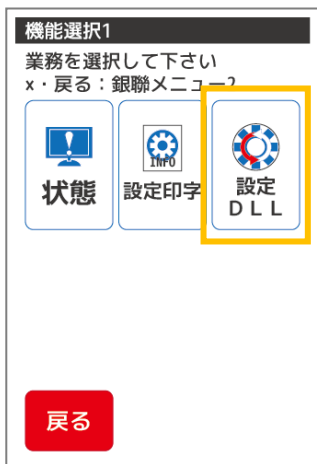 機能選択1
業務を選択して下さい
x・戻る：銀聯メニュー2
INFO
状態
設定印字
設定
ＤＬＬ
戻る